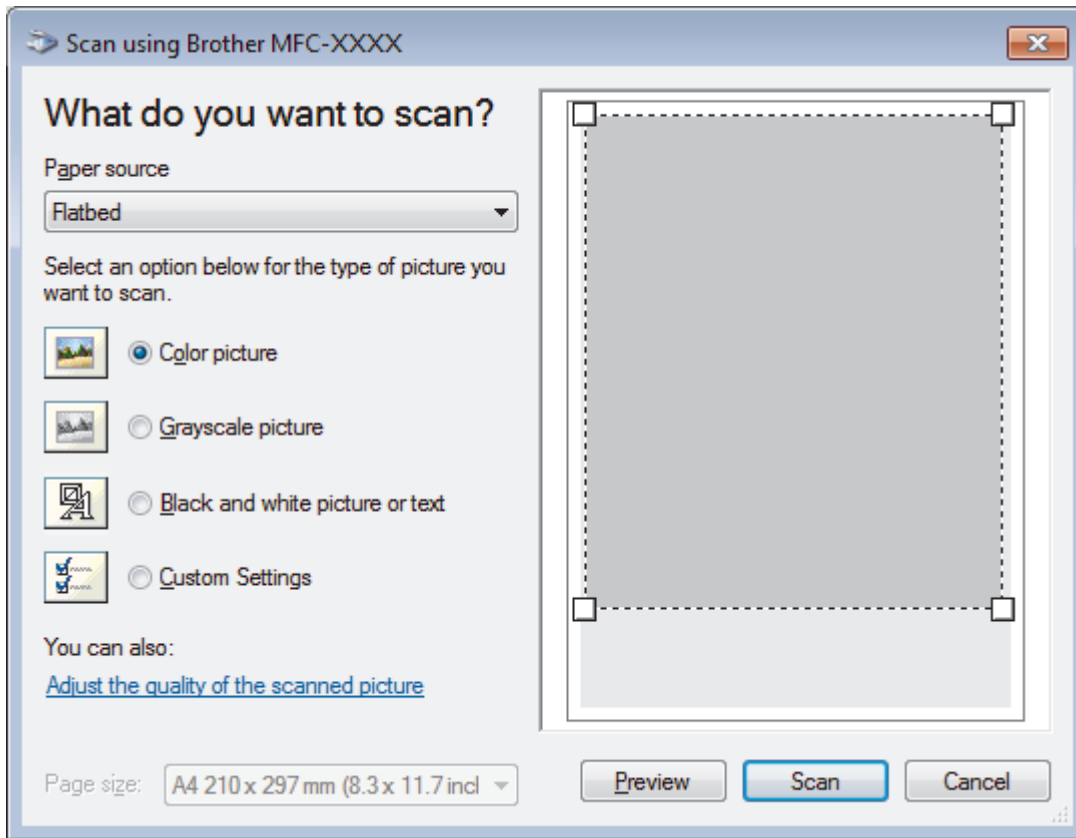 Scan using Brother MFC-XXXX
What do you want to scan?
Paper source
Flatbed
Select an option below for the type of picture you
want to scan.
Color picture
Grayscale picture
Black and white picture or text
Custom Settings
You can also:
Adjust the quality of the scanned picture
Page size: A4 210 x 297 mm (8.3 x 11.7 incl
Preview Scan Cancel